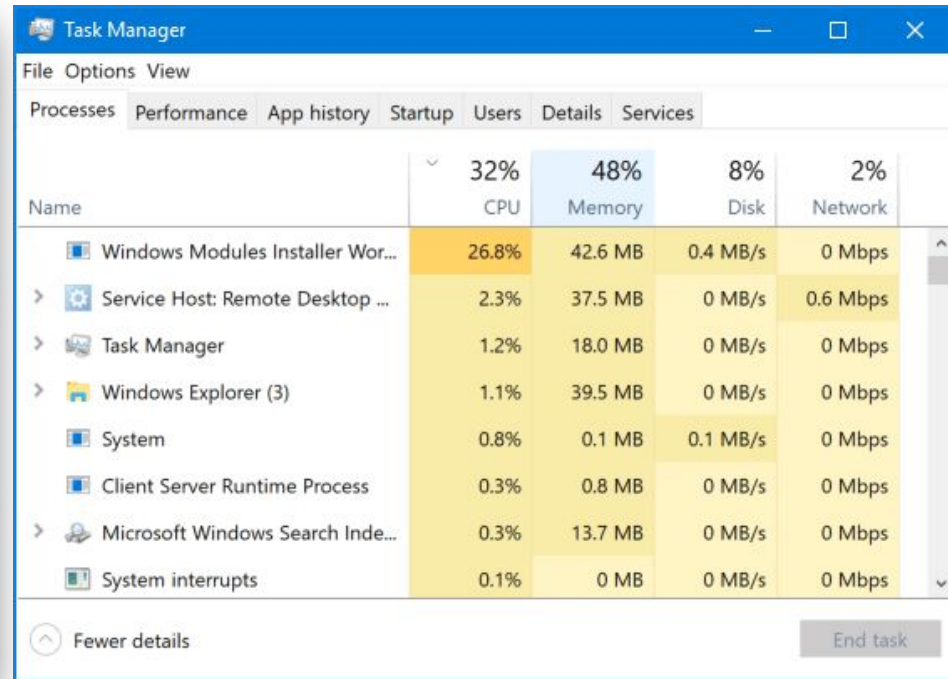 Task Manager
File Options View
Processes Performance App history Startup Users Details Services
32% 48% 8% 2%
Name CPU Memory Disk Network
Windows Modules Installer Wor... 26.8% 42.6 MB 0.4 MB/s 0 Mbps
Service Host: Remote Desktop ... 2.3% 37.5 MB 0 MB/s 0.6 Mbps
Task Manager 1.2% 18.0 MB 0 MB/s 0 Mbps
Windows Explorer (3) 1.1% 39.5 MB 0 MB/s 0 Mbps
System 0.8% 0.1 MB 0.1 MB/s 0 Mbps
Client Server Runtime Process 0.3% 0.8 MB 0 MB/s 0 Mbps
Microsoft Windows Search Inde... 0.3% 13.7 MB 0 MB/s 0 Mbps
System interrupts 0.1% 0 MB 0 MB/s 0 Mbps
Fewer details End task